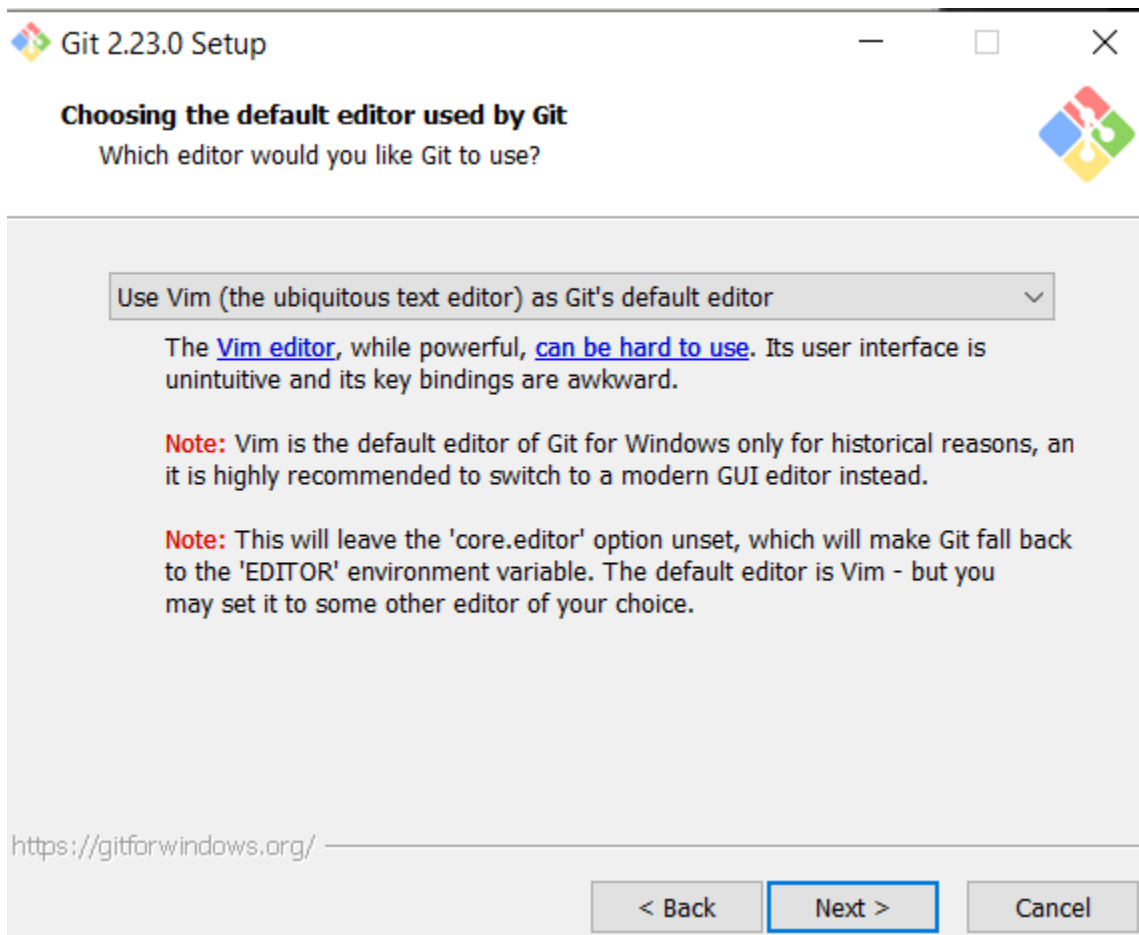 Git 2.23.0 Setup
Choosing the default editor used by Git
Which editor would you like Git to use?
Use Vim (the ubiquitous text editor) as Git's default editor
The Vim editor, while powerful, can be hard to use. Its user interface is
unintuitive and its key bindings are awkward.
Note: Vim is the default editor of Git for Windows only for historical reasons, an
it is highly recommended to switch to a modern GUI editor instead.
Note: This will leave the 'core.editor' option unset, which will make Git fall back
to the 'EDITOR' environment variable. The default editor is Vim - but you
may set it to some other editor of your choice.
https://gitforwindows.org/
< Back Next > Cancel